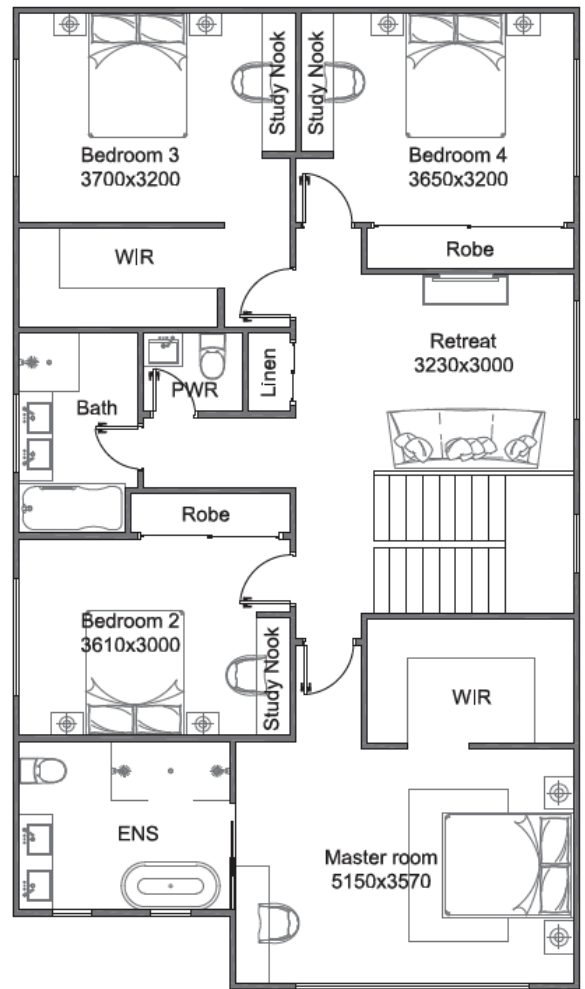 Study Nook
Study Nook
Bedroom 3
3700x3200
Bedroom 4
3650x3200
WIR
Robe
Retreat
3230x3000
Linen
PWR
Bath
Robe
Bedroom 2
3610x3000
Study Nook
WIR
ENS
Master room
5150x3570